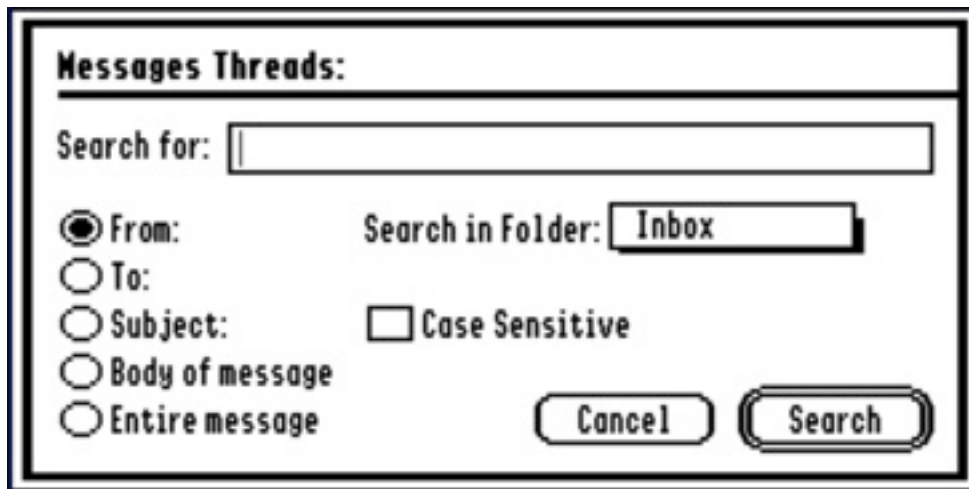 Messages Threads:
Search for:
From: Search in Folder: Inbox
To:
Subject: Case Sensitive
Body of message
Entire message Cancel Search